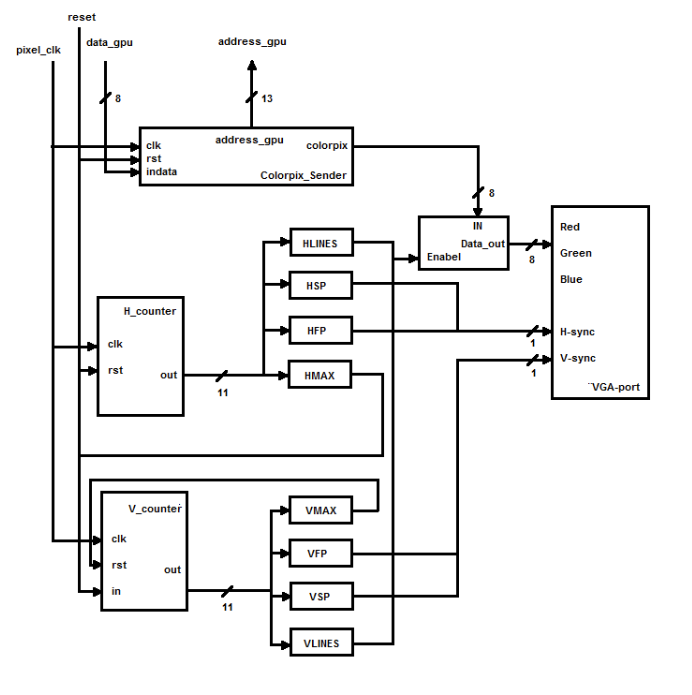 reset
pixel_clk
data_gpu
address_gpu
8
13
clk
address_gpu
colorpix
rst
indata
Colorpix_Sender
8
IN
Data_out
Enabel
8
Red
Green
Blue
H-sync
V-sync
¨VGA-port
1
1
HLINES
HSP
HFP
HMAX
H_counter
clk
rst
out
11
V_counter
clk
rst
in
out
11
VMAX
VFP
VSP
VLINES